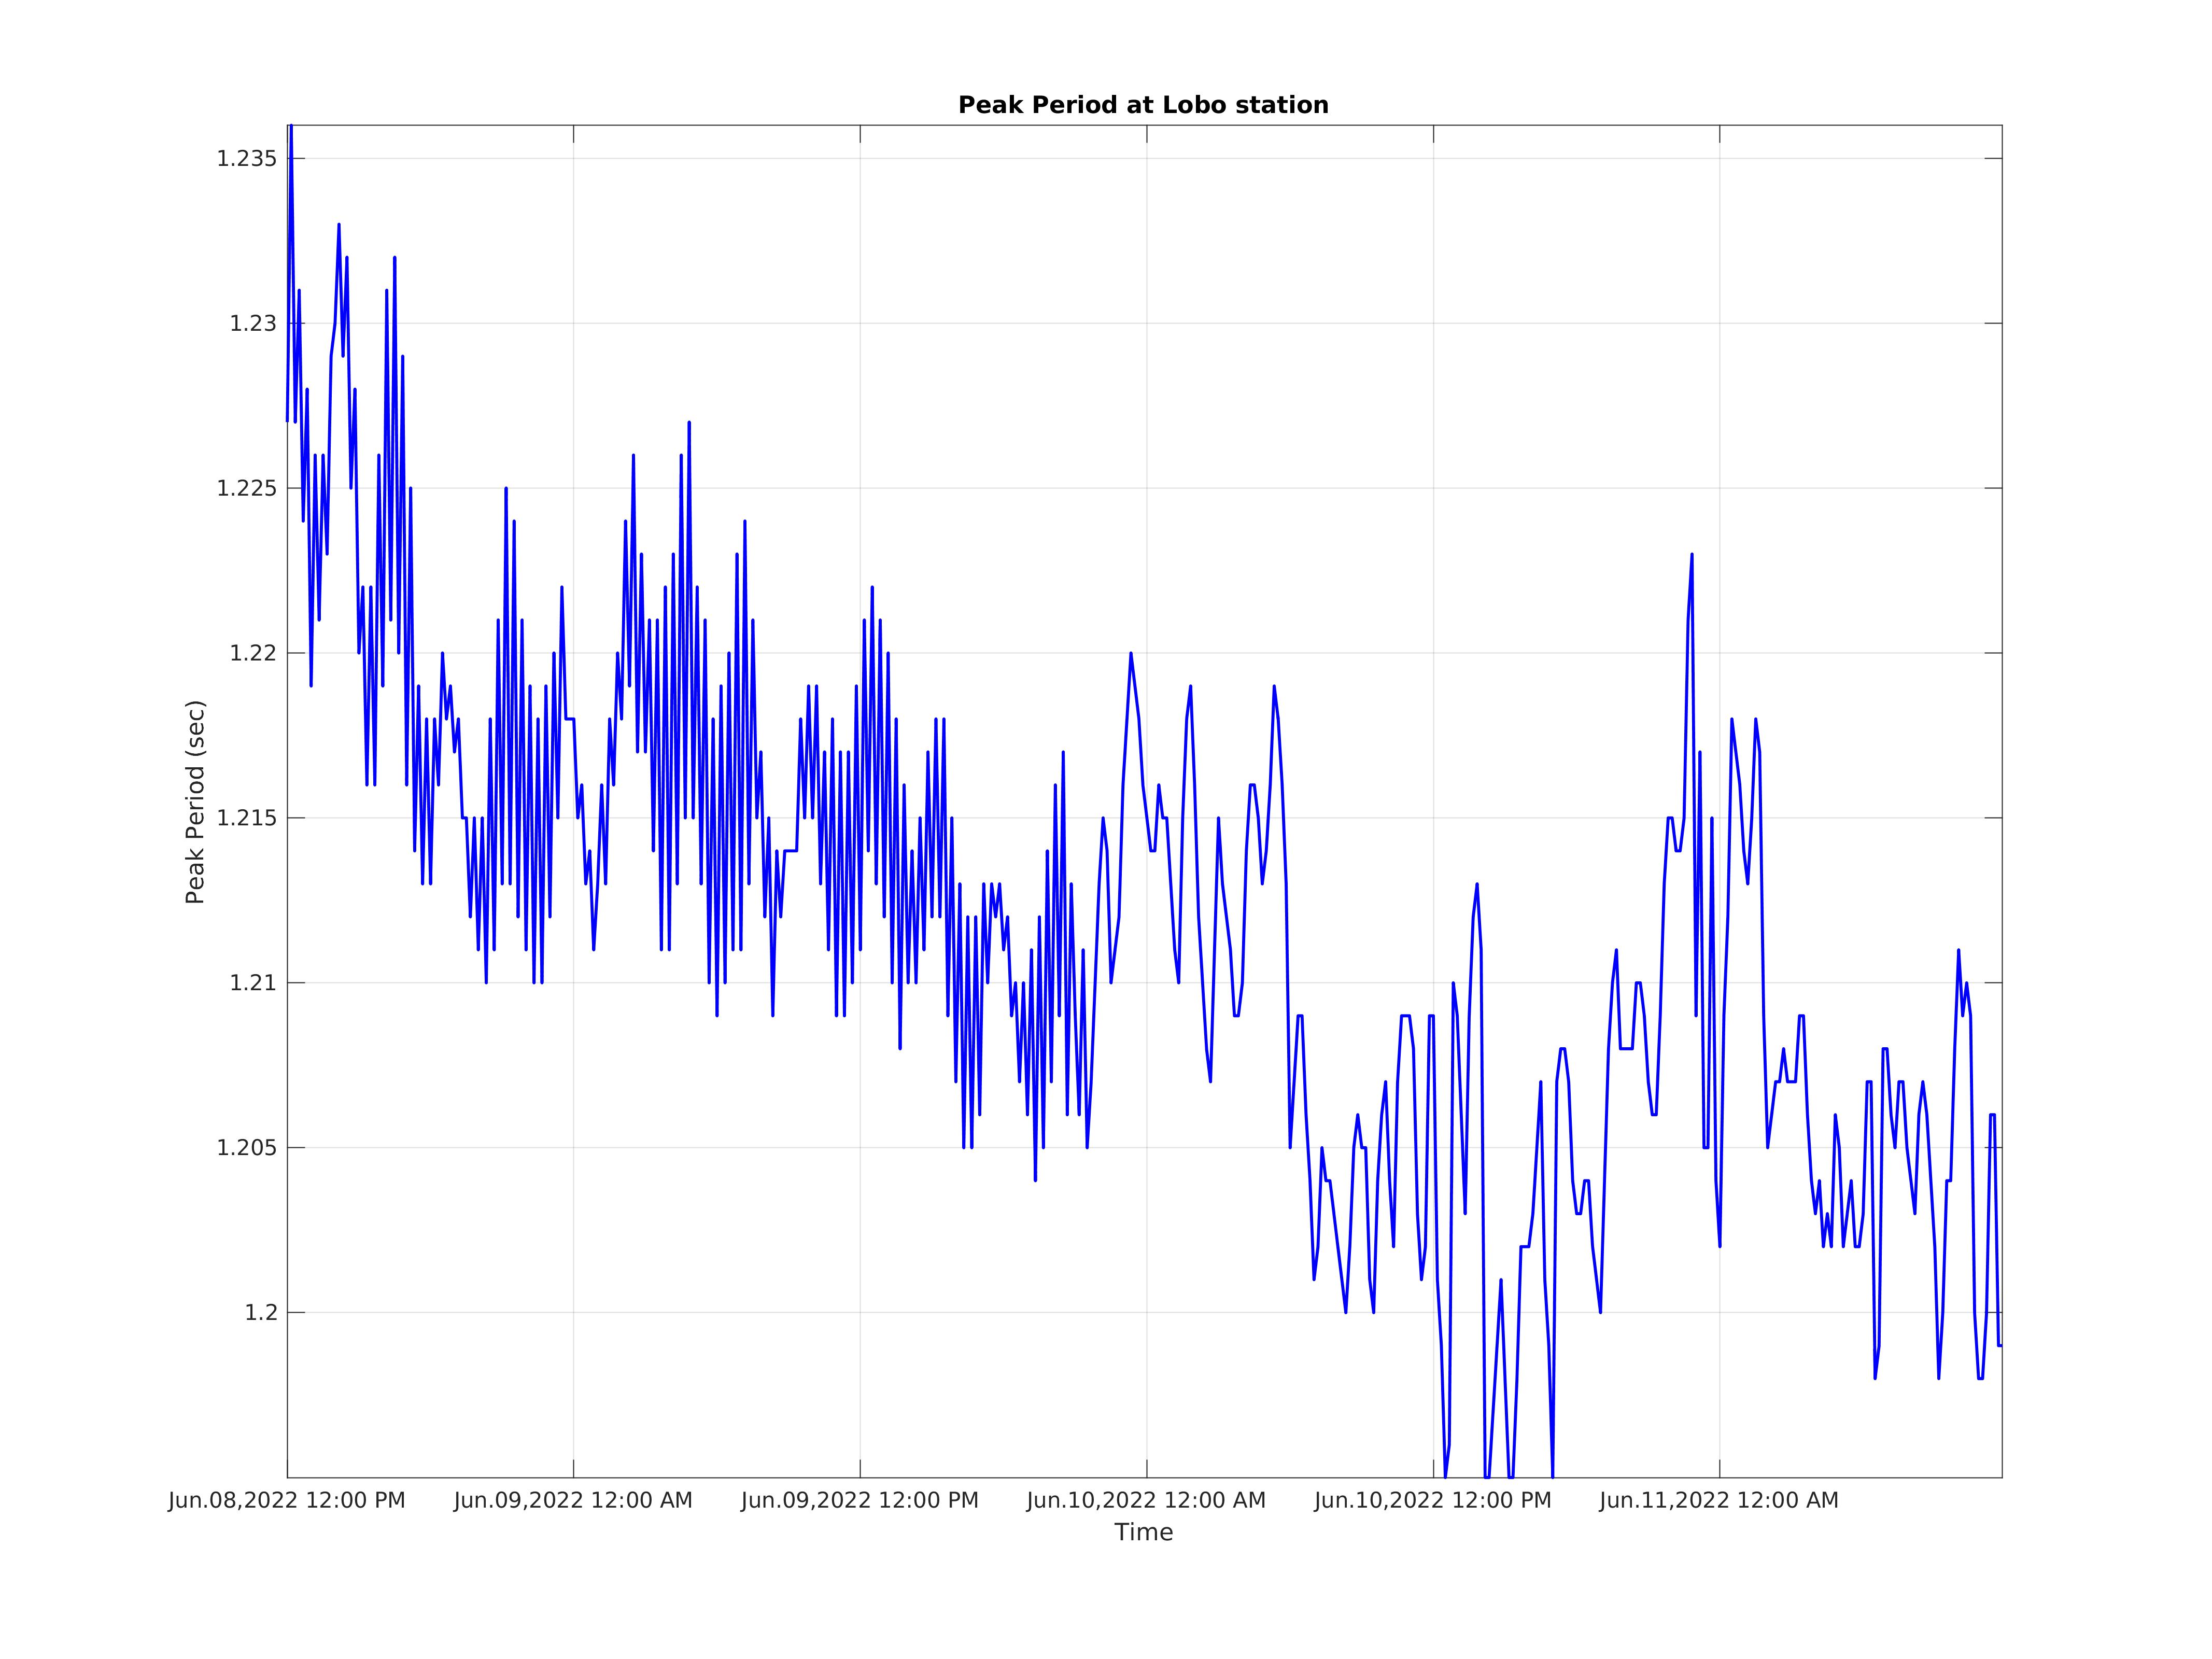 Peak Period at Lobo station
1.235
1.23
1.225
1.22
1.215
1.21
1.205
1.2
Peak Period (sec)
Jun.08,2022 12:00 PM
Jun.09,2022 12:00 AM
Jun.09,2022 12:00 PM
Jun.10,2022 12:00 AM
Jun.10,2022 12:00 PM
Jun.11,2022 12:00 AM
Time